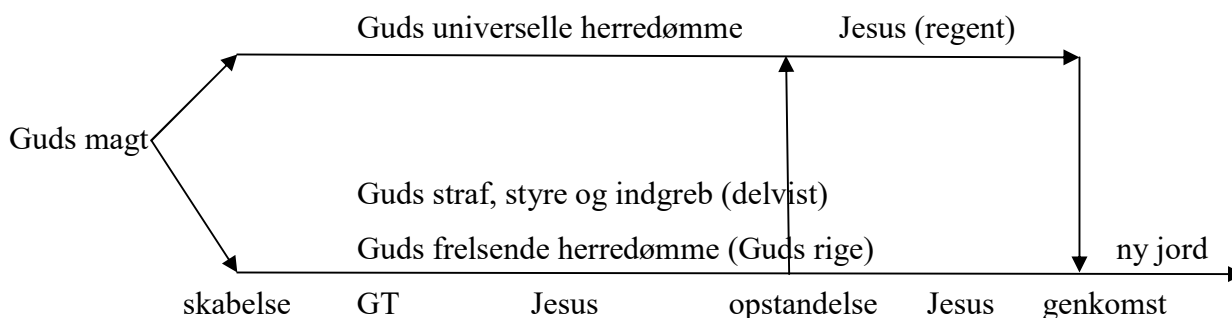 Guds universelle herredømme Jesus (regent)
Guds magt
Guds straf, styre og indgreb (delvist)
Guds frelsende herredømme (Guds rige) ny jord
skabelse GT Jesus opstandelse Jesus genkomst